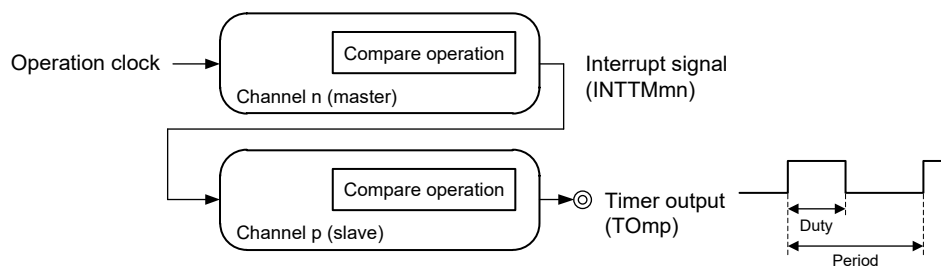 Compare operation
Operation clock
Interrupt signal
(INTTMmn)
Channel n (master)
Compare operation
Timer output
(TOmp)
Channel p (slave)
Duty
Period